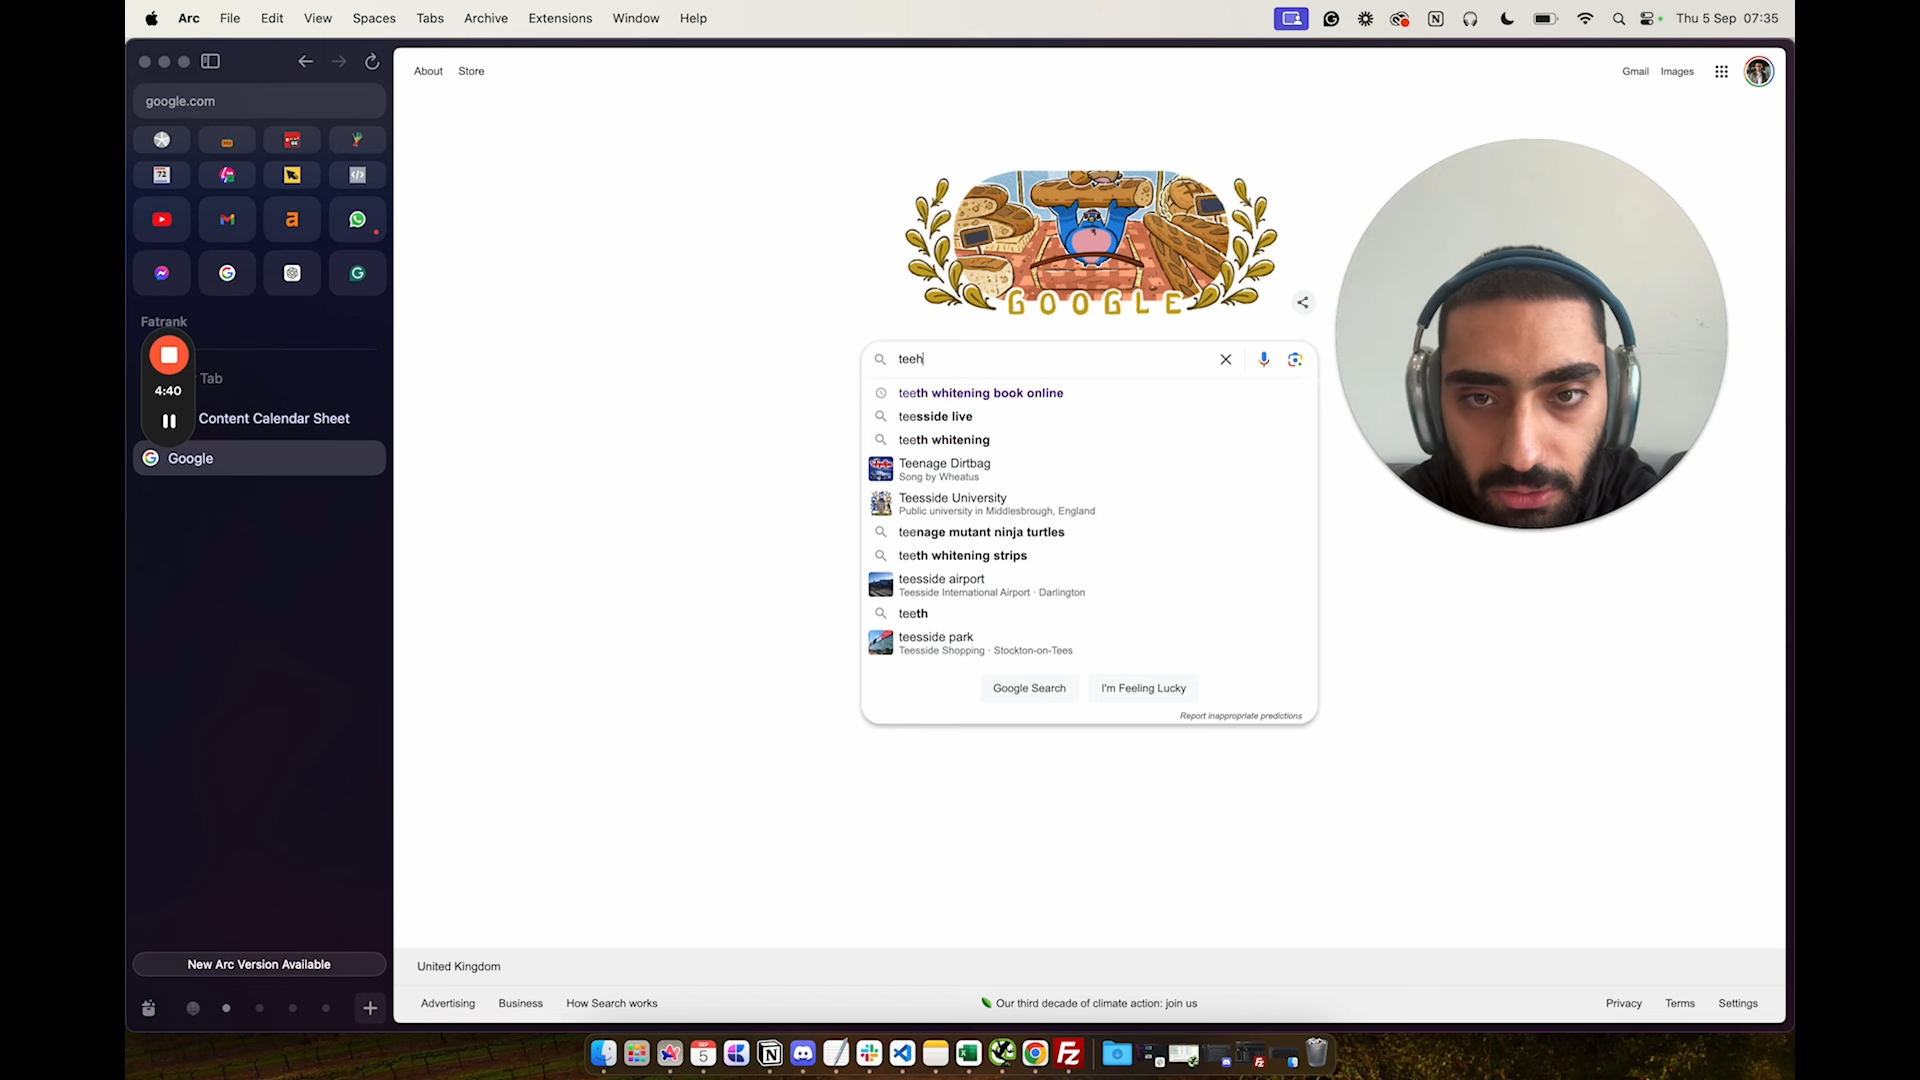 Arc File Edit View Spaces Tabs Archive Extensions Window Help
Thu 5 Sep 07:35
google.com
72
Fatrank
4:40
Tab
Content Calendar Sheet
Google
New Arc Version Available
About Store
Gmail Images
GOOGLE
teeh
teeth whitening book online
teesside live
teeth whitening
Teenage Dirtbag
Song by Wheatus
Teesside University
Public university in Middlesbrough, England
teenage mutant ninja turtles
teeth whitening strips
teesside airport
Teesside International Airport · Darlington
teeth
teesside park
Teesside Shopping · Stockton-on-Tees
Google Search I'm Feeling Lucky
Report inappropriate predictions
United Kingdom
Advertising Business How Search works
Our third decade of climate action: join us
Privacy Terms Settings
SEP
5